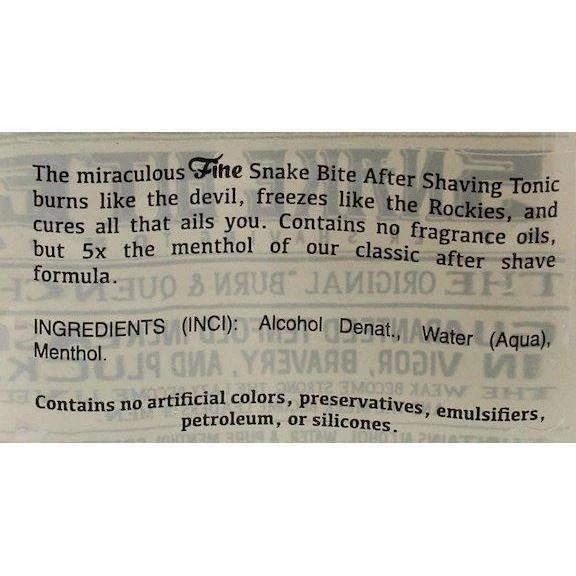 The miraculous Fine Snake Bite After Shaving Tonic
burns like the devil, freezes like the Rockies, and
cures all that ails you. Contains no fragrance oils,
but 5x the menthol of our classic after shave
formula.
INGREDIENTS (INCI): Alcohol Denat., Water (Aqua),
Menthol.
Contains no artificial colors, preservatives, emulsifiers,
petroleum, or silicones.